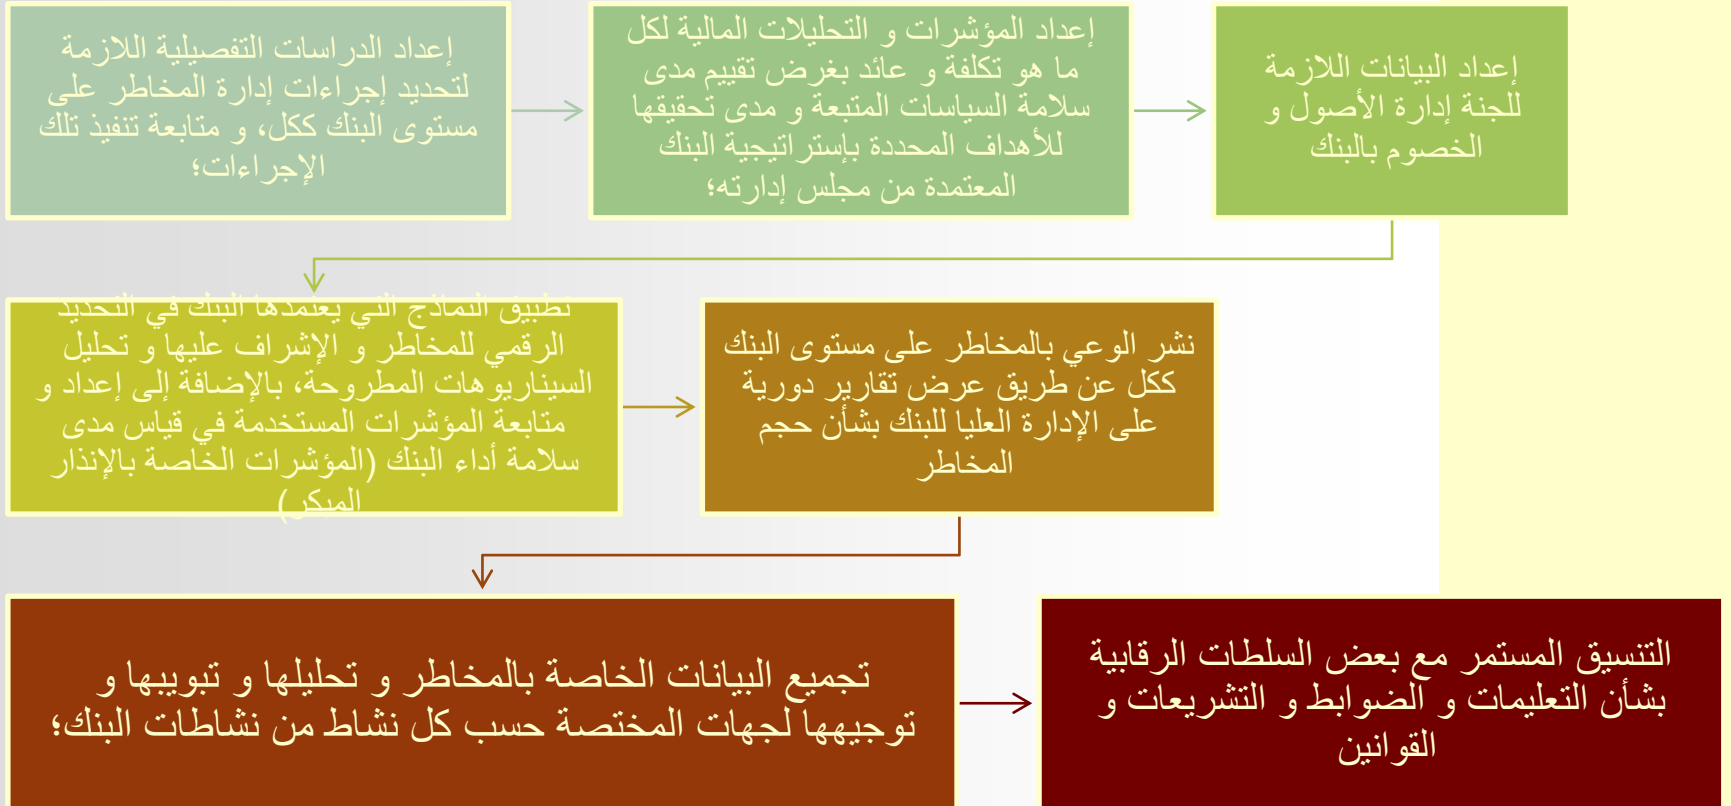 إعداد الدراسات التفصيلية اللازمة
لتحديد إجراءات إدارة المخاطر على
مستوى البنك ككل، و متابعة تنفيذ تلك
الإجراءات؛
إعداد المؤشرات و التحليلات المالية لكل
ما هو تكلفة و عائد بغرض تقييم مدى
سلامة السياسات المتبعة و مدى تحقيقها
للأهداف المحددة بإستراتيجية البنك
المعتمدة من مجلس إدارته؛
إعداد البيانات اللازمة
للجنة إدارة الأصول و
الخصوم بالبنك
تطبيق النماذج التي يعتمدها البنك في التحديد
الرقمي للمخاطر و الإشراف عليها و تحليل
السيناريوهات المطروحة، بالإضافة إلى إعداد و
متابعة المؤشرات المستخدمة في قياس مدى
سلامة أداء البنك (المؤشرات الخاصة بالإنذار
المبكر)
نشر الوعي بالمخاطر على مستوى البنك
ككل عن طريق عرض تقارير دورية
على الإدارة العليا للبنك بشأن حجم
المخاطر
تجميع البيانات الخاصة بالمخاطر و تحليلها و تبويبها و
توجيهها لجهات المختصة حسب كل نشاط من نشاطات البنك؛
التنسيق المستمر مع بعض السلطات الرقابية
بشأن التعليمات و الضوابط و التشريعات و
القوانين